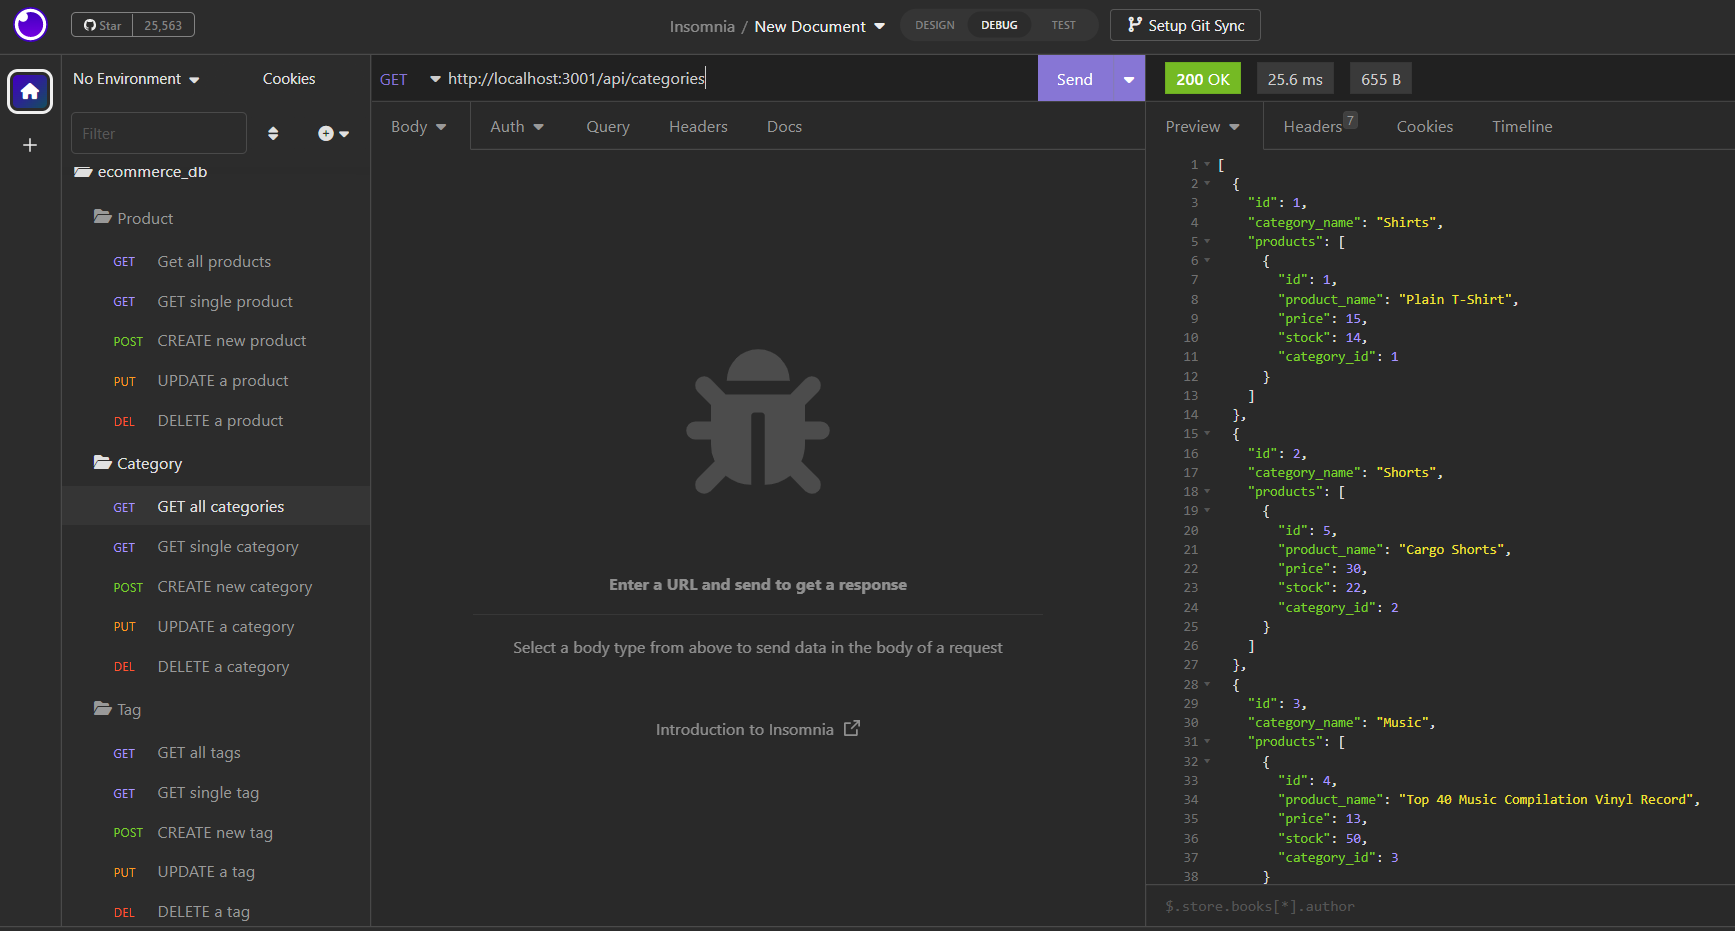 Star 25,563
Insomnia / New Document
DESIGN DEBUG TEST
Setup Git Sync
No Environment Cookies
Filter
ecommerce_db
Product
GET Get all products
GET GET single product
POST CREATE new product
PUT UPDATE a product
DEL DELETE a product
Category
GET GET all categories
GET GET single category
POST CREATE new category
PUT UPDATE a category
DEL DELETE a category
Tag
GET GET all tags
GET GET single tag
POST CREATE new tag
PUT UPDATE a tag
DEL DELETE a tag
GET http://localhost:3001/api/categories Send
Body Auth Query Headers Docs
Enter a URL and send to get a response
Select a body type from above to send data in the body of a request
Introduction to Insomnia
200 OK 25.6 ms 655 B
Preview Headers 7 Cookies Timeline
1 [
2 {
3 "id": 1,
4 "category_name": "Shirts",
5 "products": [
6 {
7 "id": 1,
8 "product_name": "Plain T-Shirt",
9 "price": 15,
10 "stock": 14,
11 "category_id": 1
12 }
13 ]
14 },
15 {
16 "id": 2,
17 "category_name": "Shorts",
18 "products": [
19 {
20 "id": 5,
21 "product_name": "Cargo Shorts",
22 "price": 30,
23 "stock": 22,
24 "category_id": 2
25 }
26 ]
27 },
28 {
29 "id": 3,
30 "category_name": "Music",
31 "products": [
32 {
33 "id": 4,
34 "product_name": "Top 40 Music Compilation Vinyl Record",
35 "price": 13,
36 "stock": 50,
37 "category_id": 3
38 }
$.store.books[*].author